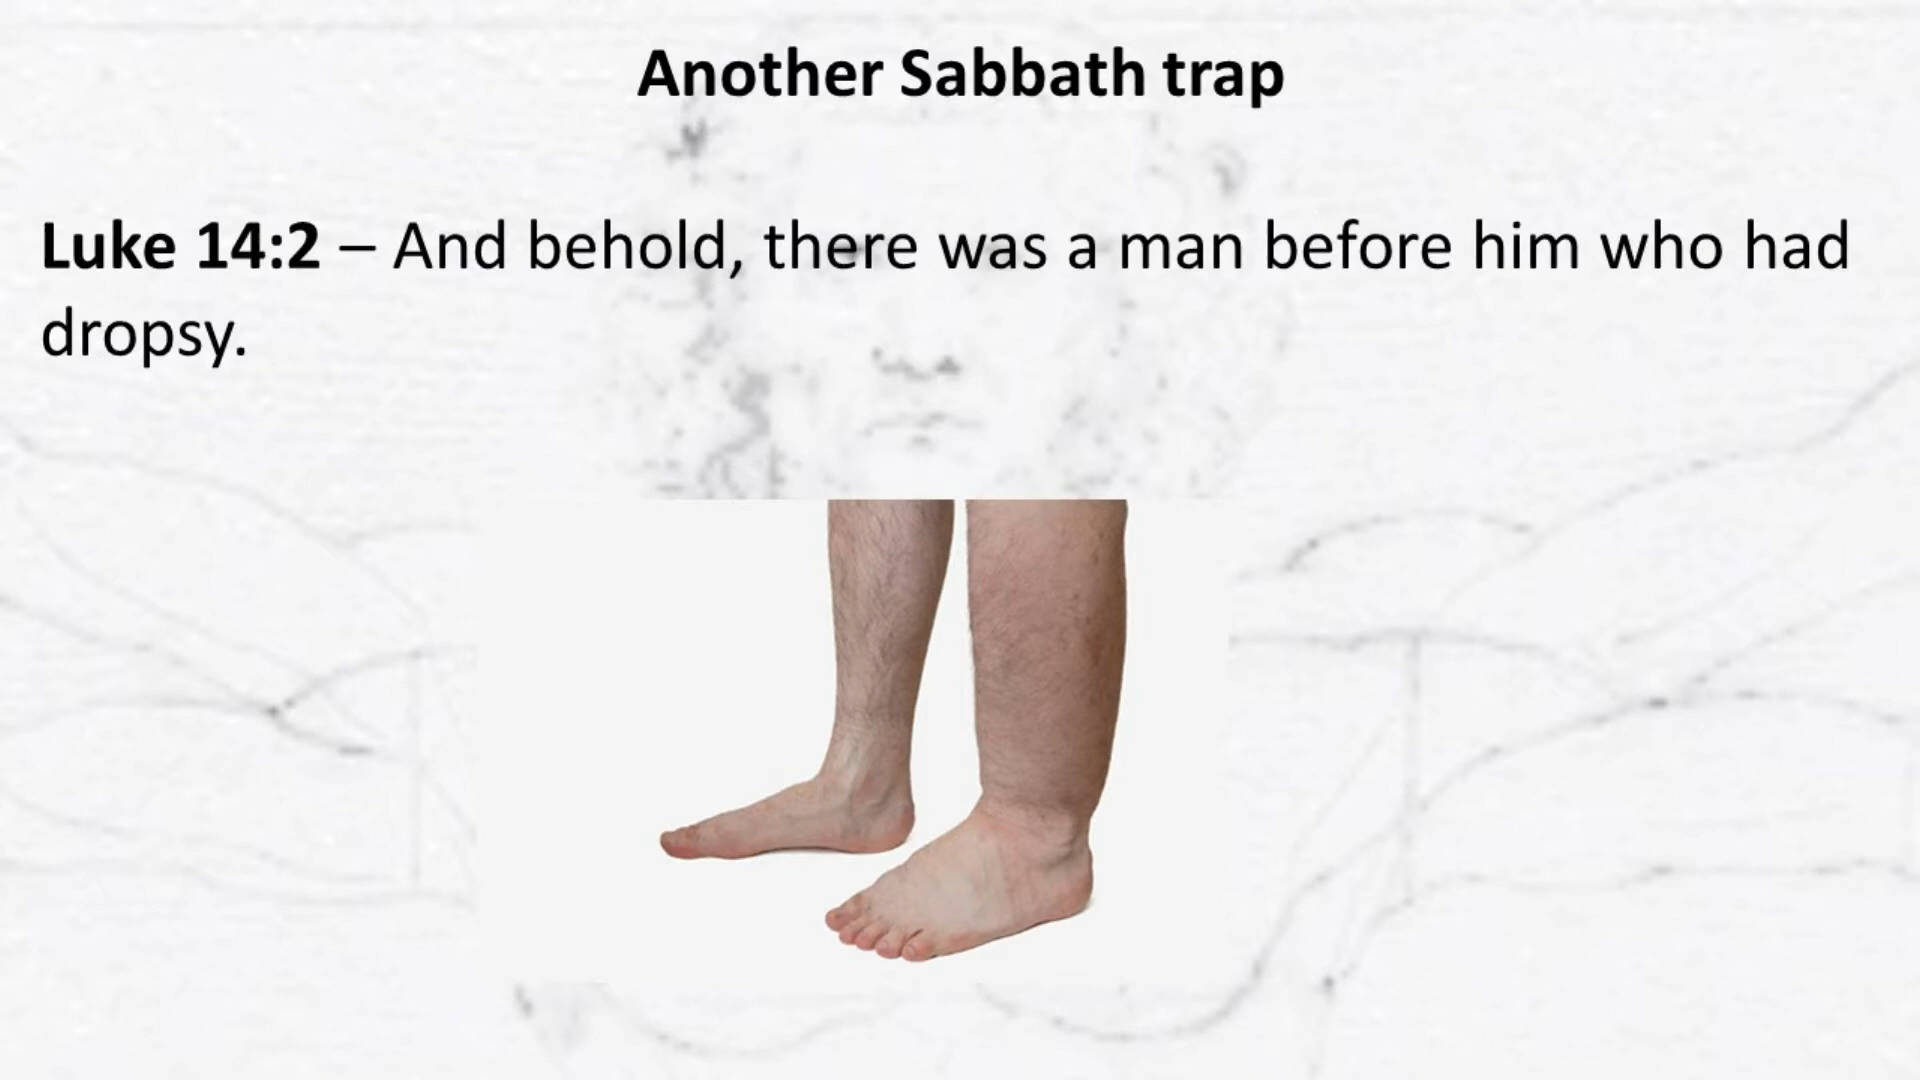 Another Sabbath trap
Luke 14:2 – And behold, there was a man before him who had
dropsy.